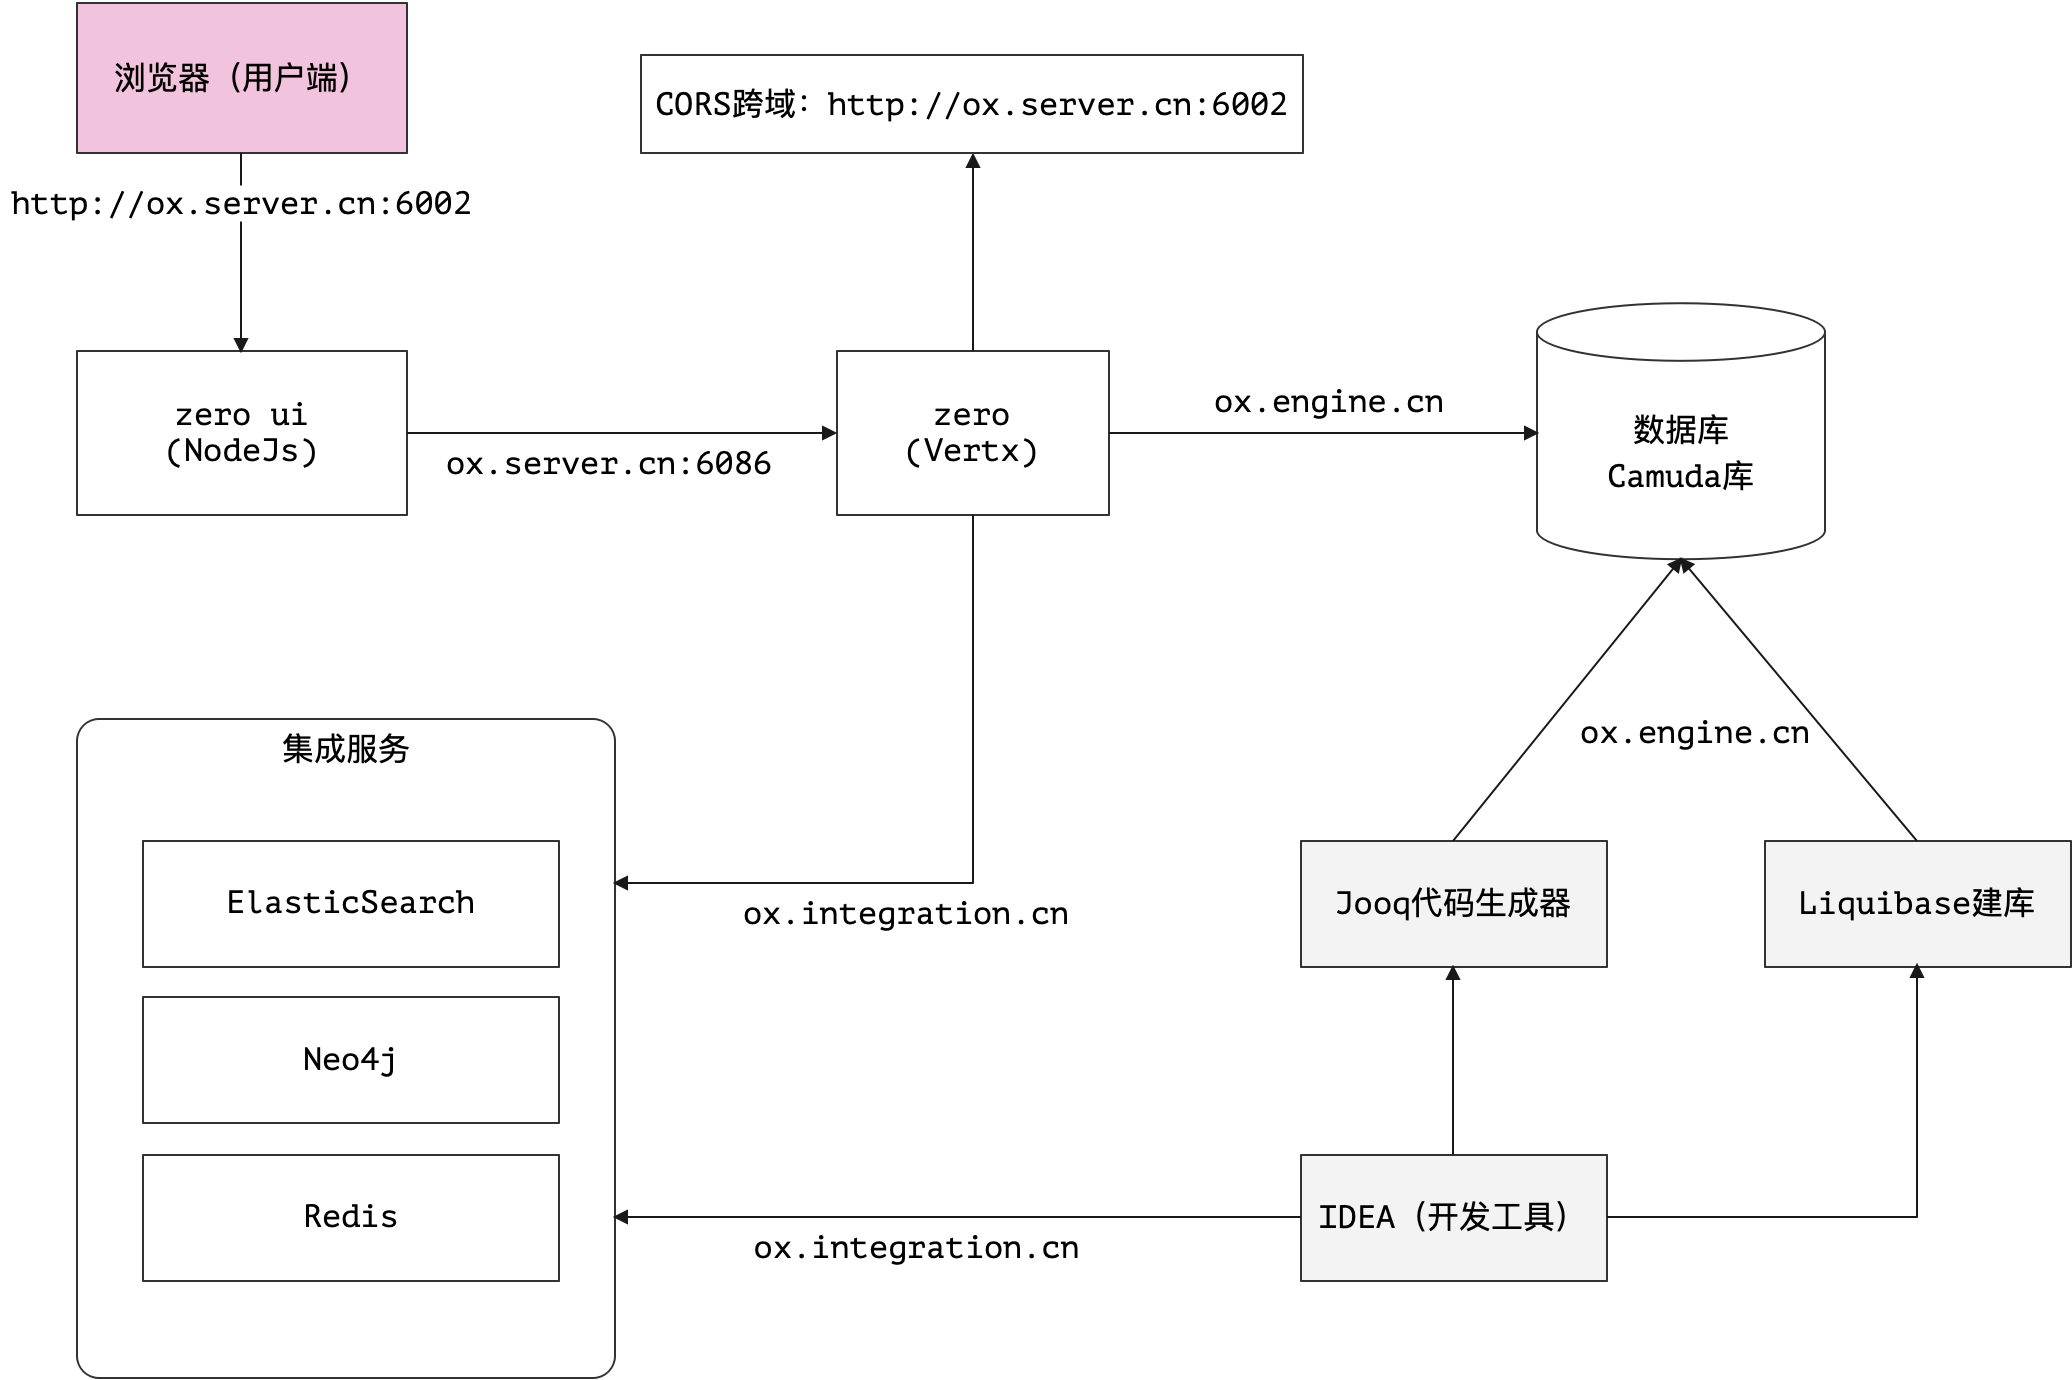 浏览器（用户端）
CORS跨域：http://ox.server.cn:6002
http://ox.server.cn:6002
zero ui
(NodeJs)
ox.server.cn:6086
zero
(Vertx)
ox.engine.cn
数据库
Camuda库
集成服务
ElasticSearch
Neo4j
Redis
ox.integration.cn
ox.engine.cn
Jooq代码生成器
Liquibase建库
IDEA（开发工具）
ox.integration.cn